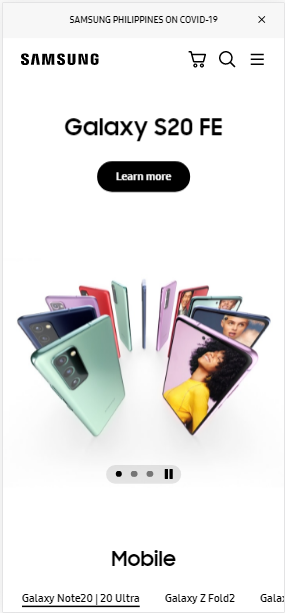 SAMSUNG PHILIPPINES ON COVID-19
SAMSUNG
Galaxy S20 FE
Learn more
Mobile
Galaxy Note20 | 20 Ultra Galaxy Z Fold2 Gala